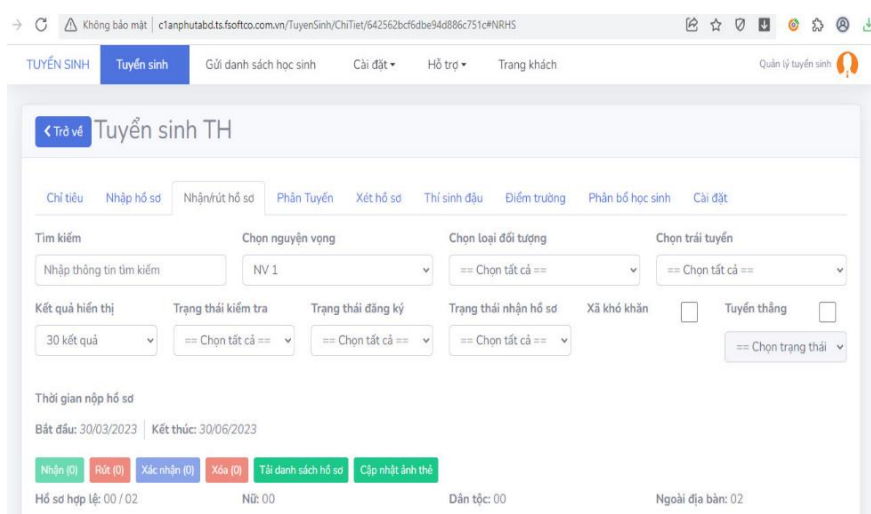 Không bảo mật | c1anphutabd.ts.fsoftco.com.vn/TuyenSinh/ChiTiet/642562bcf6dbe94d886c751c#NRHS
TUYỂN SINH Tuyển sinh Gửi danh sách học sinh Cài đặt Hỗ trợ Trang khách Quản lý tuyển sinh
Trở về Tuyển sinh TH
Chỉ tiêu Nhập hồ sơ Nhận/rút hồ sơ Phân Tuyến Xét hồ sơ Thí sinh đậu Điểm trường Phân bổ học sinh Cài đặt
Tìm kiếm Chọn nguyện vọng Chọn loại đối tượng Chọn trái tuyến
Nhập thông tin tìm kiếm NV 1 == Chọn tất cả == == Chọn tất cả ==
Kết quả hiển thị Trạng thái kiểm tra Trạng thái đăng ký Trạng thái nhận hồ sơ Xã khó khăn Tuyển thẳng
30 kết quả == Chọn tất cả == == Chọn tất cả == == Chọn tất cả == == Chọn trạng thái
Thời gian nộp hồ sơ
Bắt đầu: 30/03/2023 Kết thúc: 30/06/2023
Nhận (0) Rút (0) Xác nhận (0) Xóa (0) Tải danh sách hồ sơ Cập nhật ảnh thẻ
Hồ sơ hợp lệ: 00 / 02 Nữ: 00 Dân tộc: 00 Ngoài địa bàn: 02